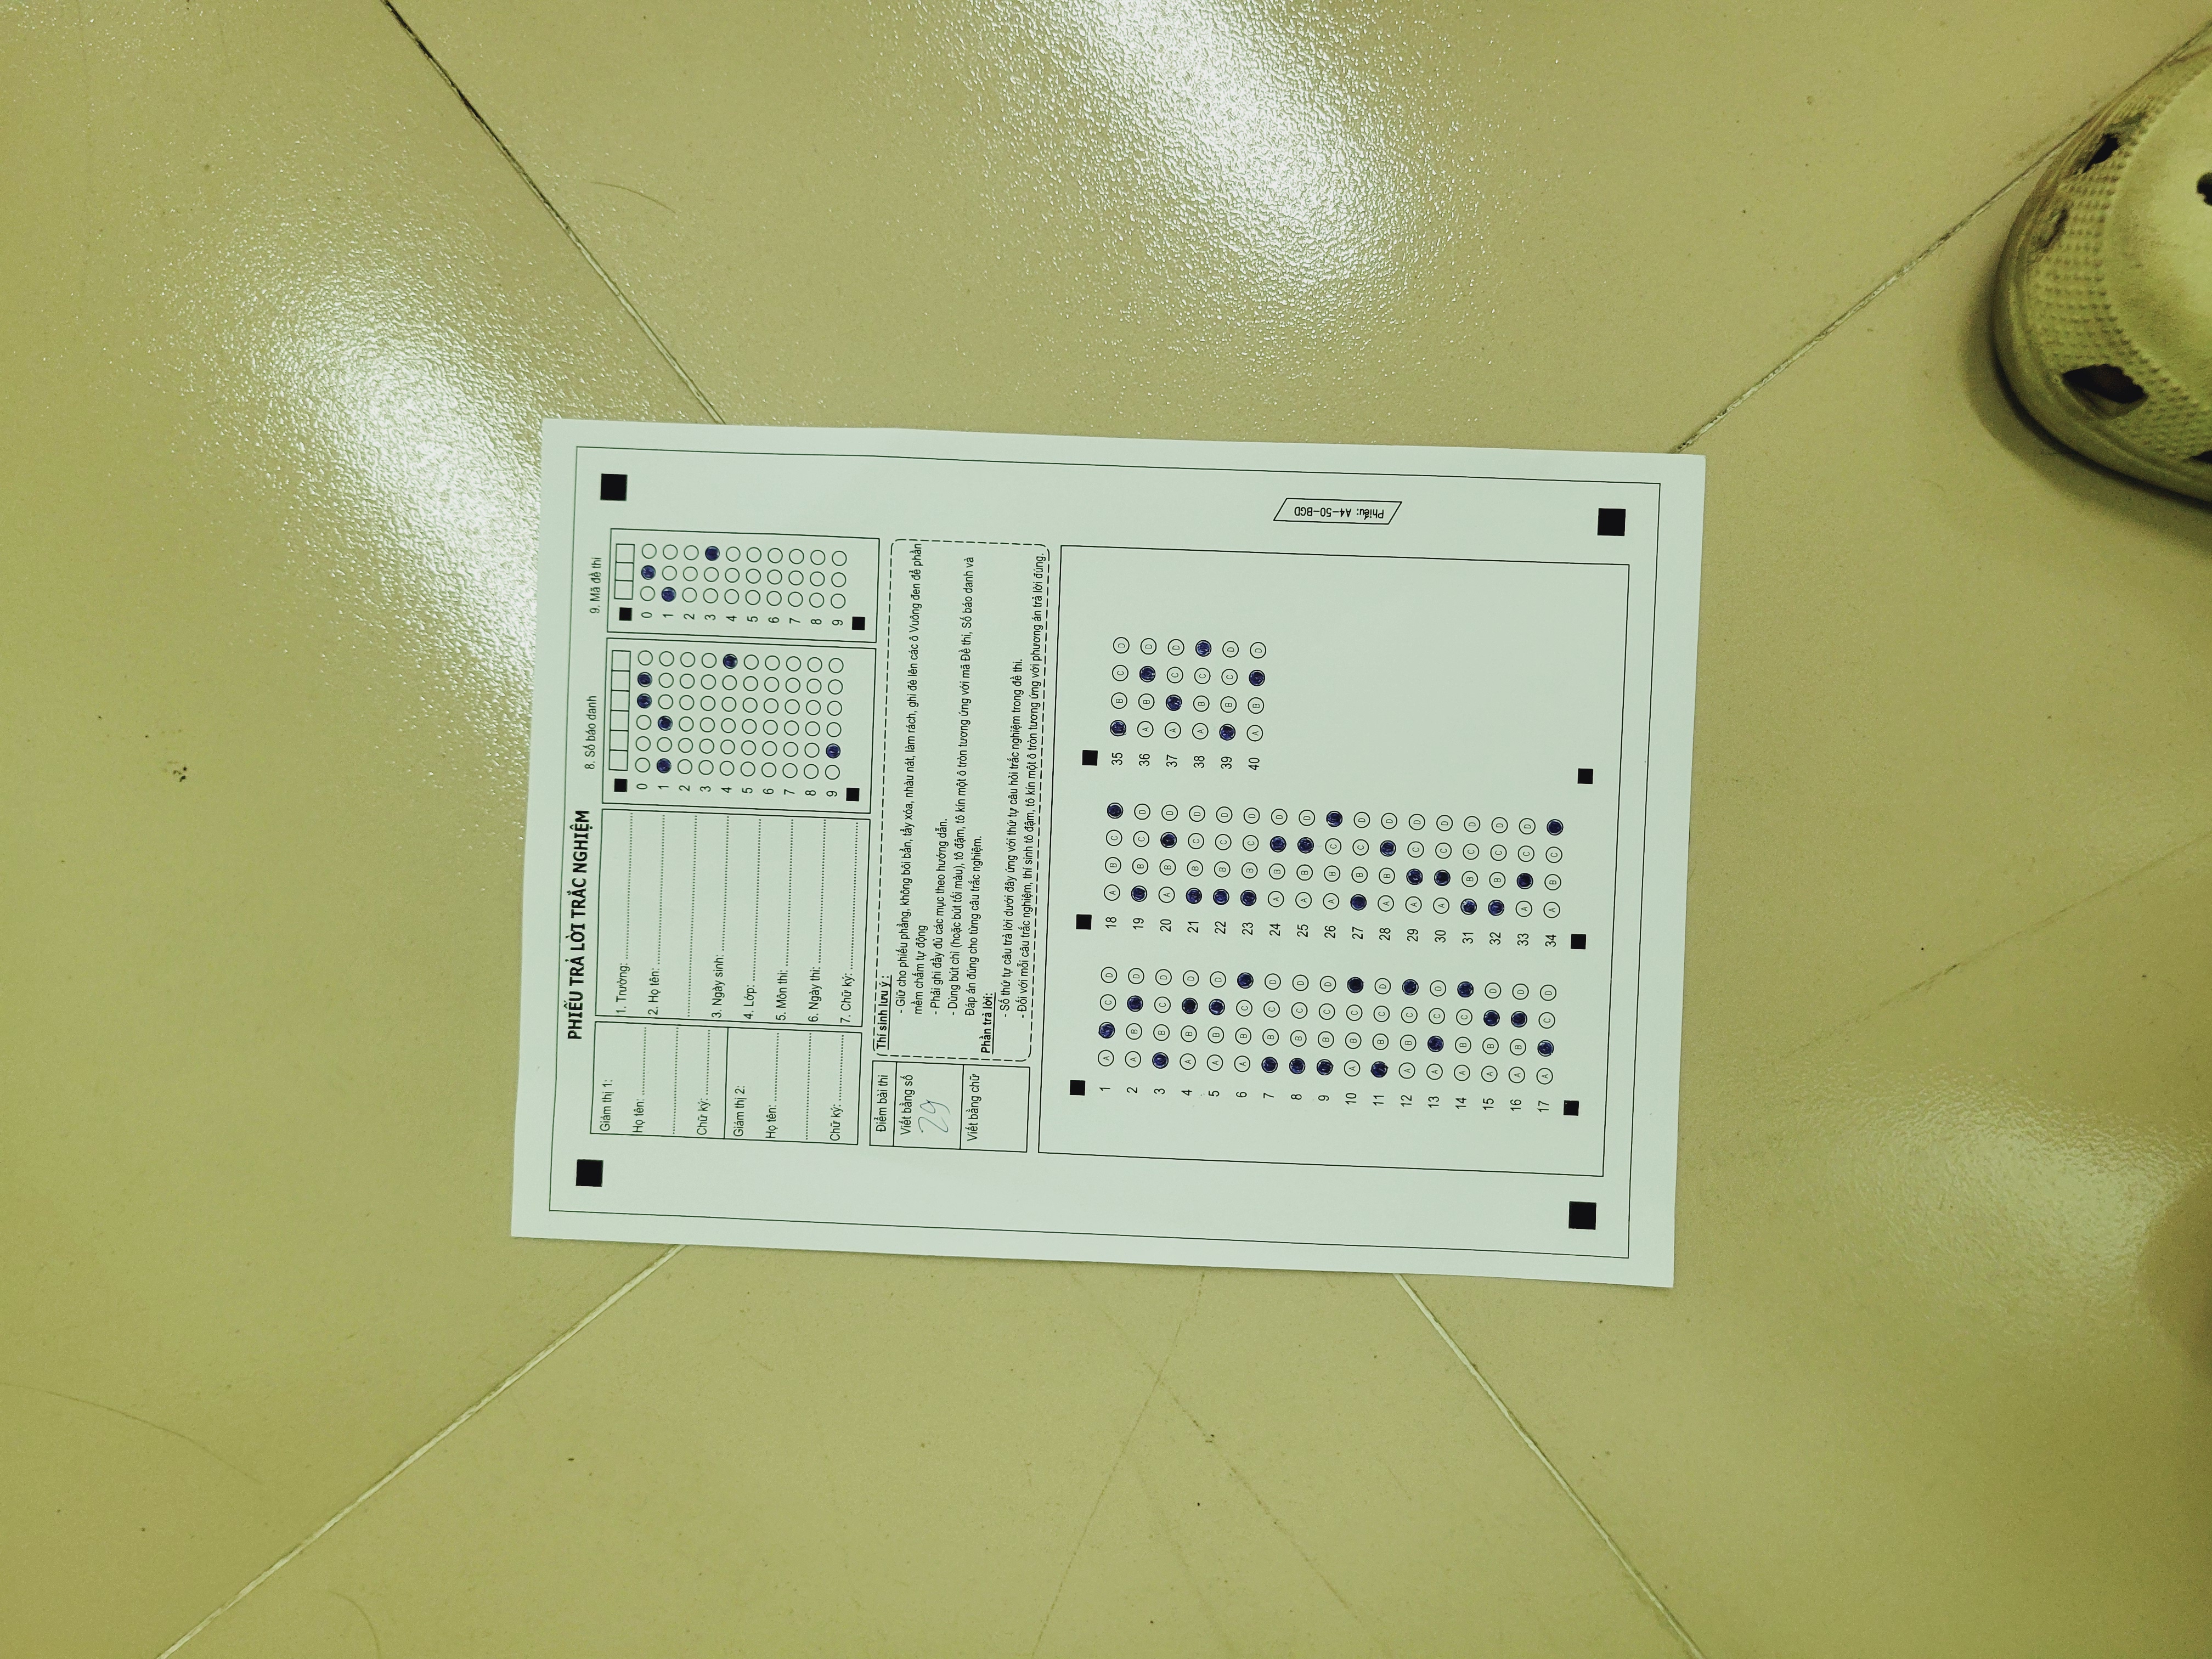 PHIẾU TRẢ LỜI TRẮC NGHIỆM
8. Số báo danh
9. Mã đề thi
Giám thị 1:
Họ tên:
Chữ ký:
Giám thị 2:
Họ tên:
Chữ ký:
1. Trường:
2. Họ tên:
3. Ngày sinh:
4. Lớp:
5. Môn thi:
6. Ngày thi:
7. Chữ ký:
0
1
2
3
4
5
6
7
8
9
0
1
2
3
4
5
6
7
8
9
Điểm bài thi
Viết bằng số
29
Viết bằng chữ
Thí sinh lưu ý :
- Giữ cho phiếu phẳng, không bôi bẩn, tẩy xóa, nhàu nát, làm rách, ghi đè lên các ô Vuông đen để phần
mềm chấm tự động
- Phải ghi đầy đủ các mục theo hướng dẫn.
- Dùng bút chì (hoặc bút tối màu), tô đậm, tô kín một ô tròn tương ứng với mã Đề thi, Số báo danh và
Đáp án đúng cho từng câu trắc nghiệm.
Phần trả lời:
- Số thứ tự câu trả lời dưới đây ứng với thứ tự câu hỏi trắc nghiệm trong đề thi.
- Đối với mỗi câu trắc nghiệm, thí sinh tô đậm, tô kín một ô tròn tương ứng với phương án trả lời đúng.
1 A C D
2 A B D
3 B C D
4 A B D
5 A B D
6 A B C
7 B C D
8 B C D
9 B C D
10 A B C
11 B C D
12 A B C
13 A C D
14 A B C
15 A B D
16 A B D
17 A C D
18 A B C
19 B C D
20 A B D
21 B C D
22 B C D
23 B C D
24 A B D
25 A B D
26 A B C
27 B C D
28 A B D
29 A C D
30 A C D
31 B C D
32 B C D
33 A C D
34 A B C
35 B C D
36 A B D
37 A C D
38 A B C
39 B C D
40 A B D
Phiếu: A4-50-BGD